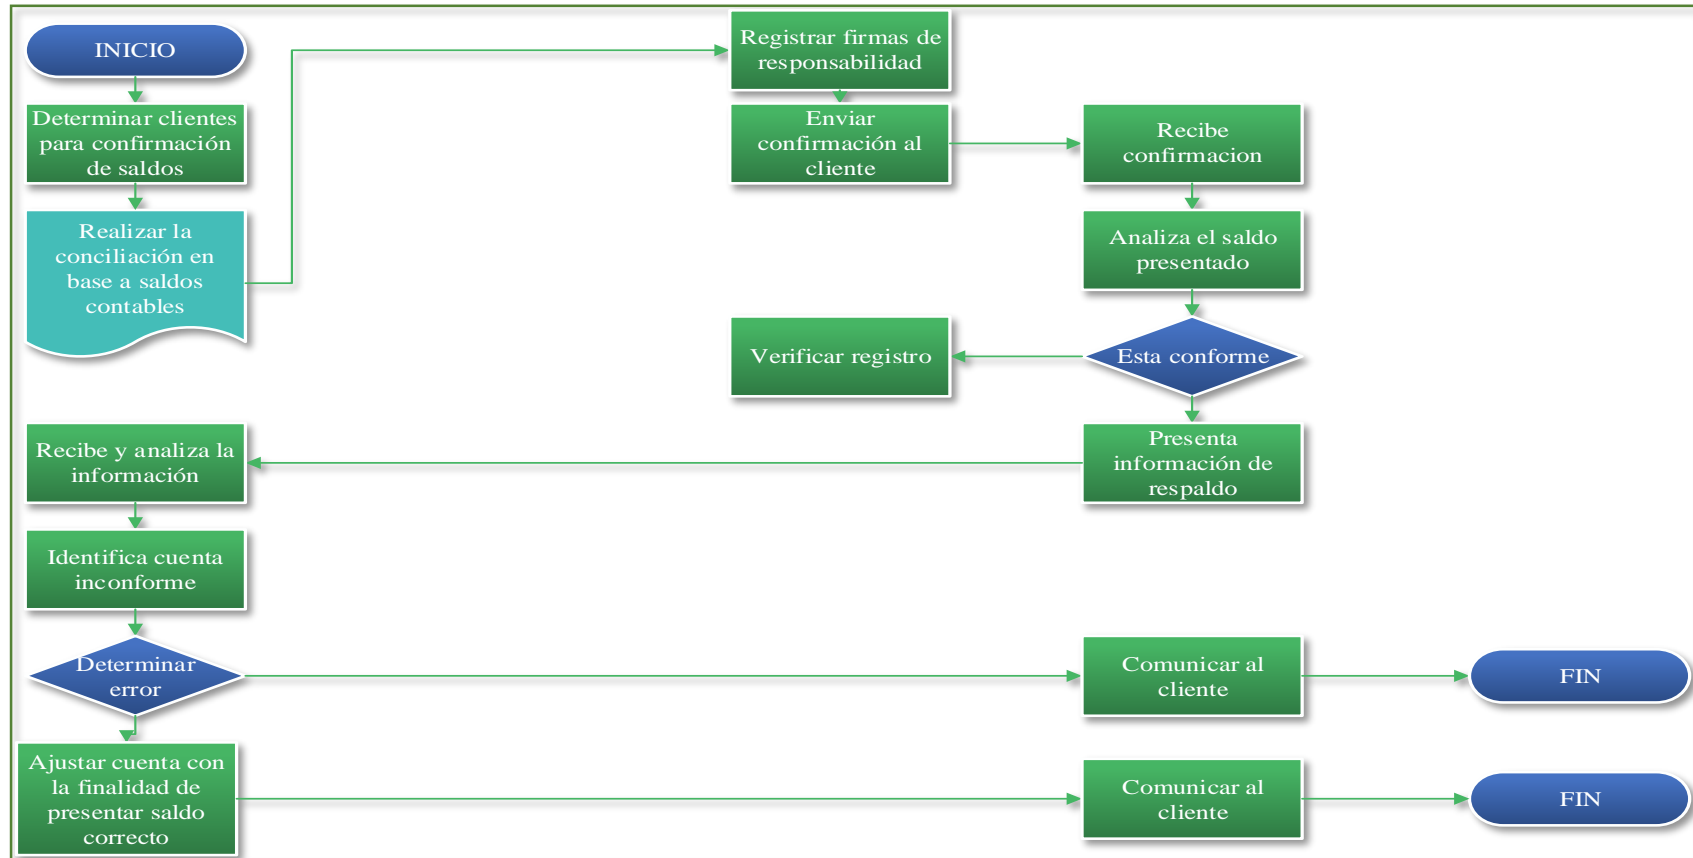 INICIO
Registrar firmas de
responsabilidad
Determinar clientes
para confirmación
de saldos
Enviar
confirmación al
cliente
Recibe
confirmacion
Realizar la
conciliación en
base a saldos
contables
Analiza el saldo
presentado
Verificar registro
Esta conforme
Recibe y analiza la
información
Presenta
información de
respaldo
Identifica cuenta
inconforme
Determinar
error
Comunicar al
cliente
FIN
Ajustar cuenta con
la finalidad de
presentar saldo
correcto
Comunicar al
cliente
FIN